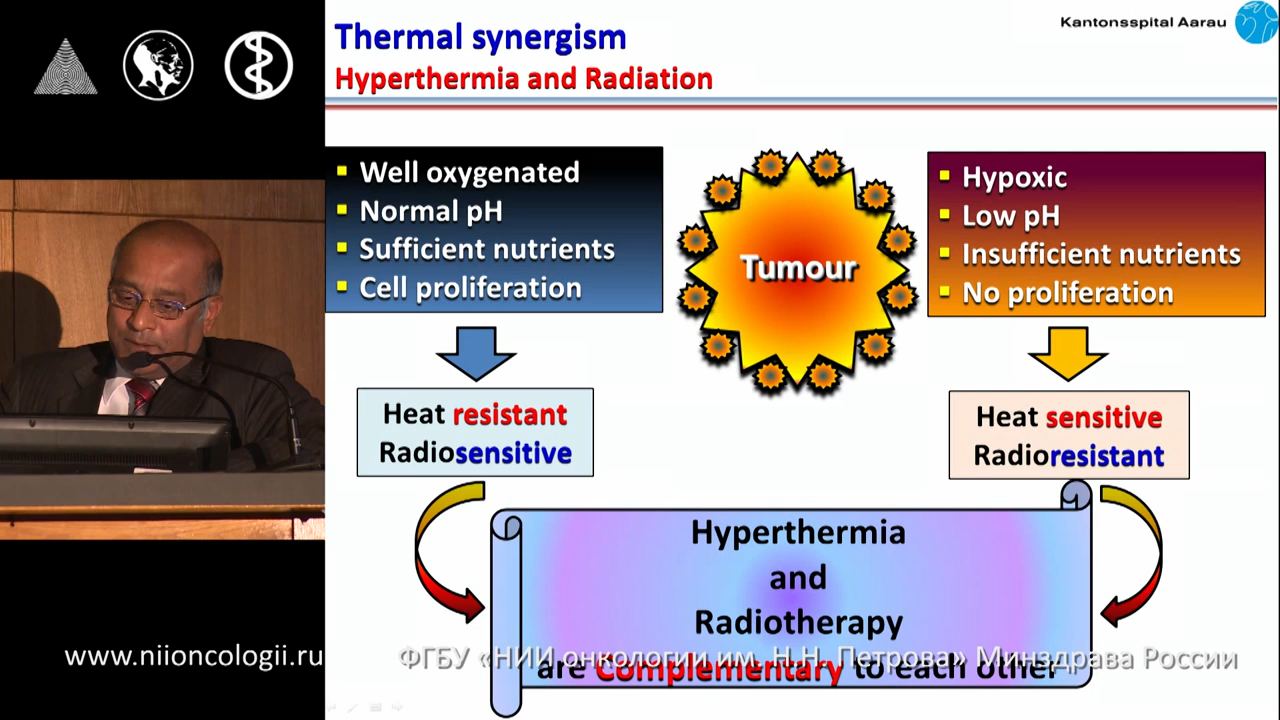 Kantonsspital Aarau
Thermal synergism
Hyperthermia and Radiation
Well oxygenated
Normal pH
Sufficient nutrients
Cell proliferation
Tumour
Hypoxic
Low pH
Insufficient nutrients
No proliferation
Heat resistant
Radiosensitive
Heat sensitive
Radioresistant
Hyperthermia
and
Radiotherapy
are Complementary to each other
www.niioncologii.ru
ФГБУ «НИИ онкологии им. Н.Н. Петрова» Минздрава России